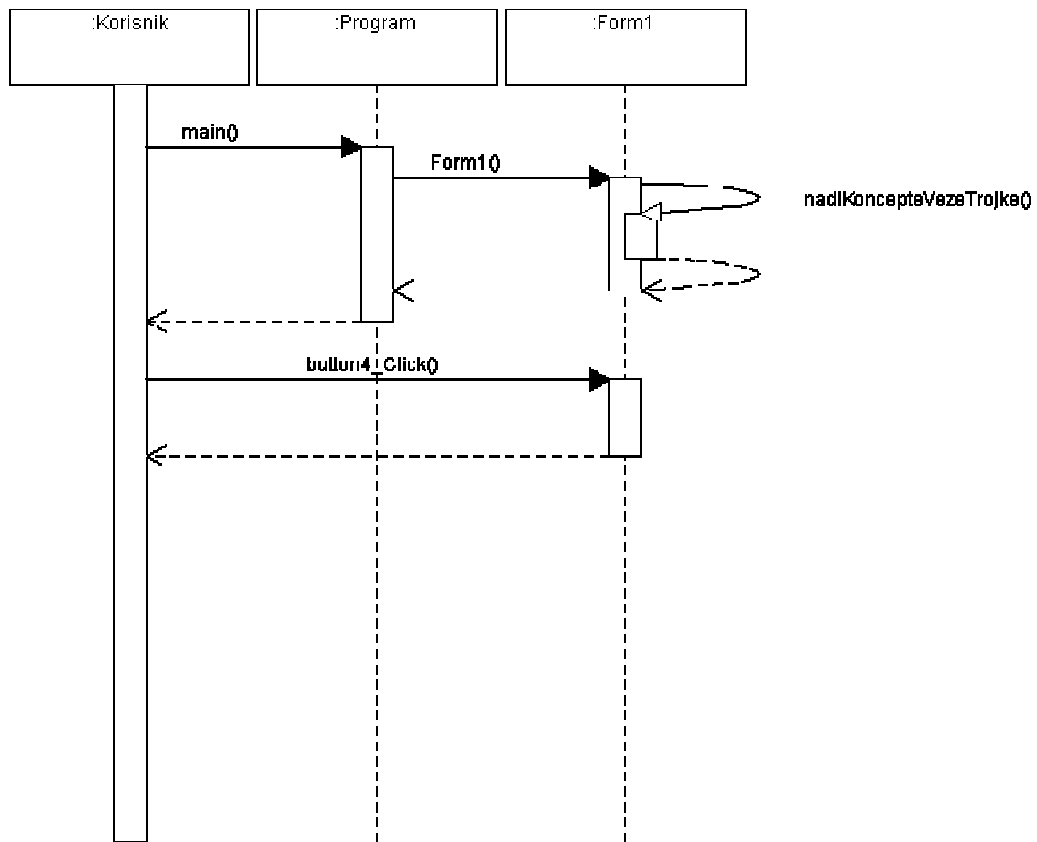 :Korisnik
:Program
:Form1
main()
Form1()
nadiKoncepteVezeTrojke()
button4_Click()